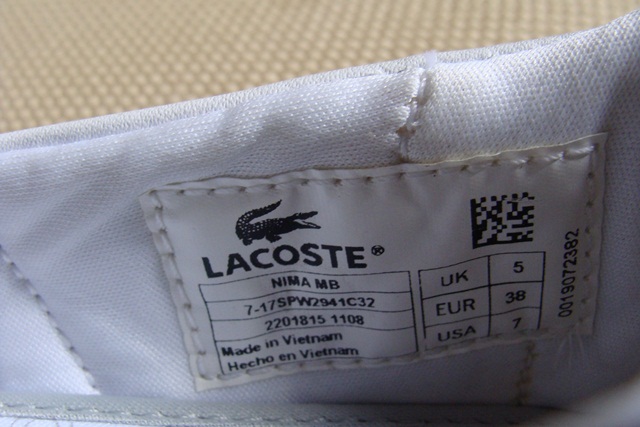 LACOSTE®
NIMA MB
7-17SPW2941C32
2201815 1108
Made in Vietnam
Hecho en Vietnam
UK 5
EUR 38
USA 7
0019072382